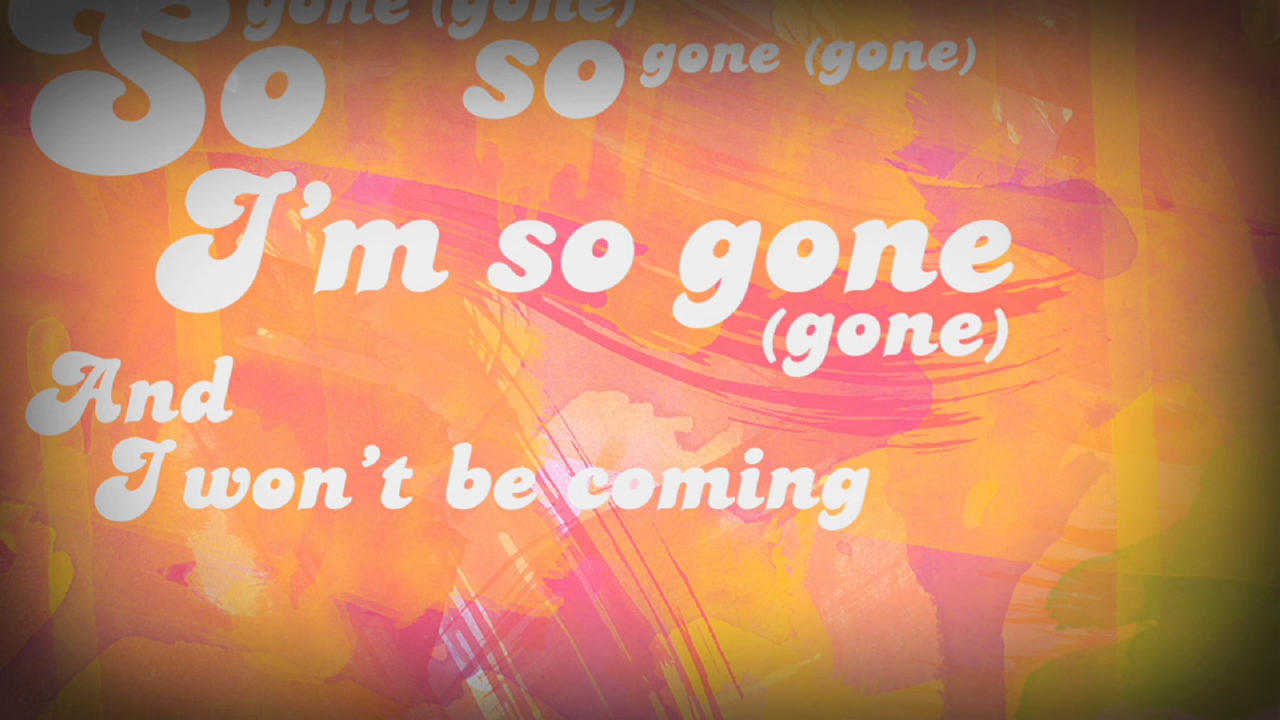 gone (gone)
So so gone (gone)
I'm so gone
(gone)
And
I won't be coming